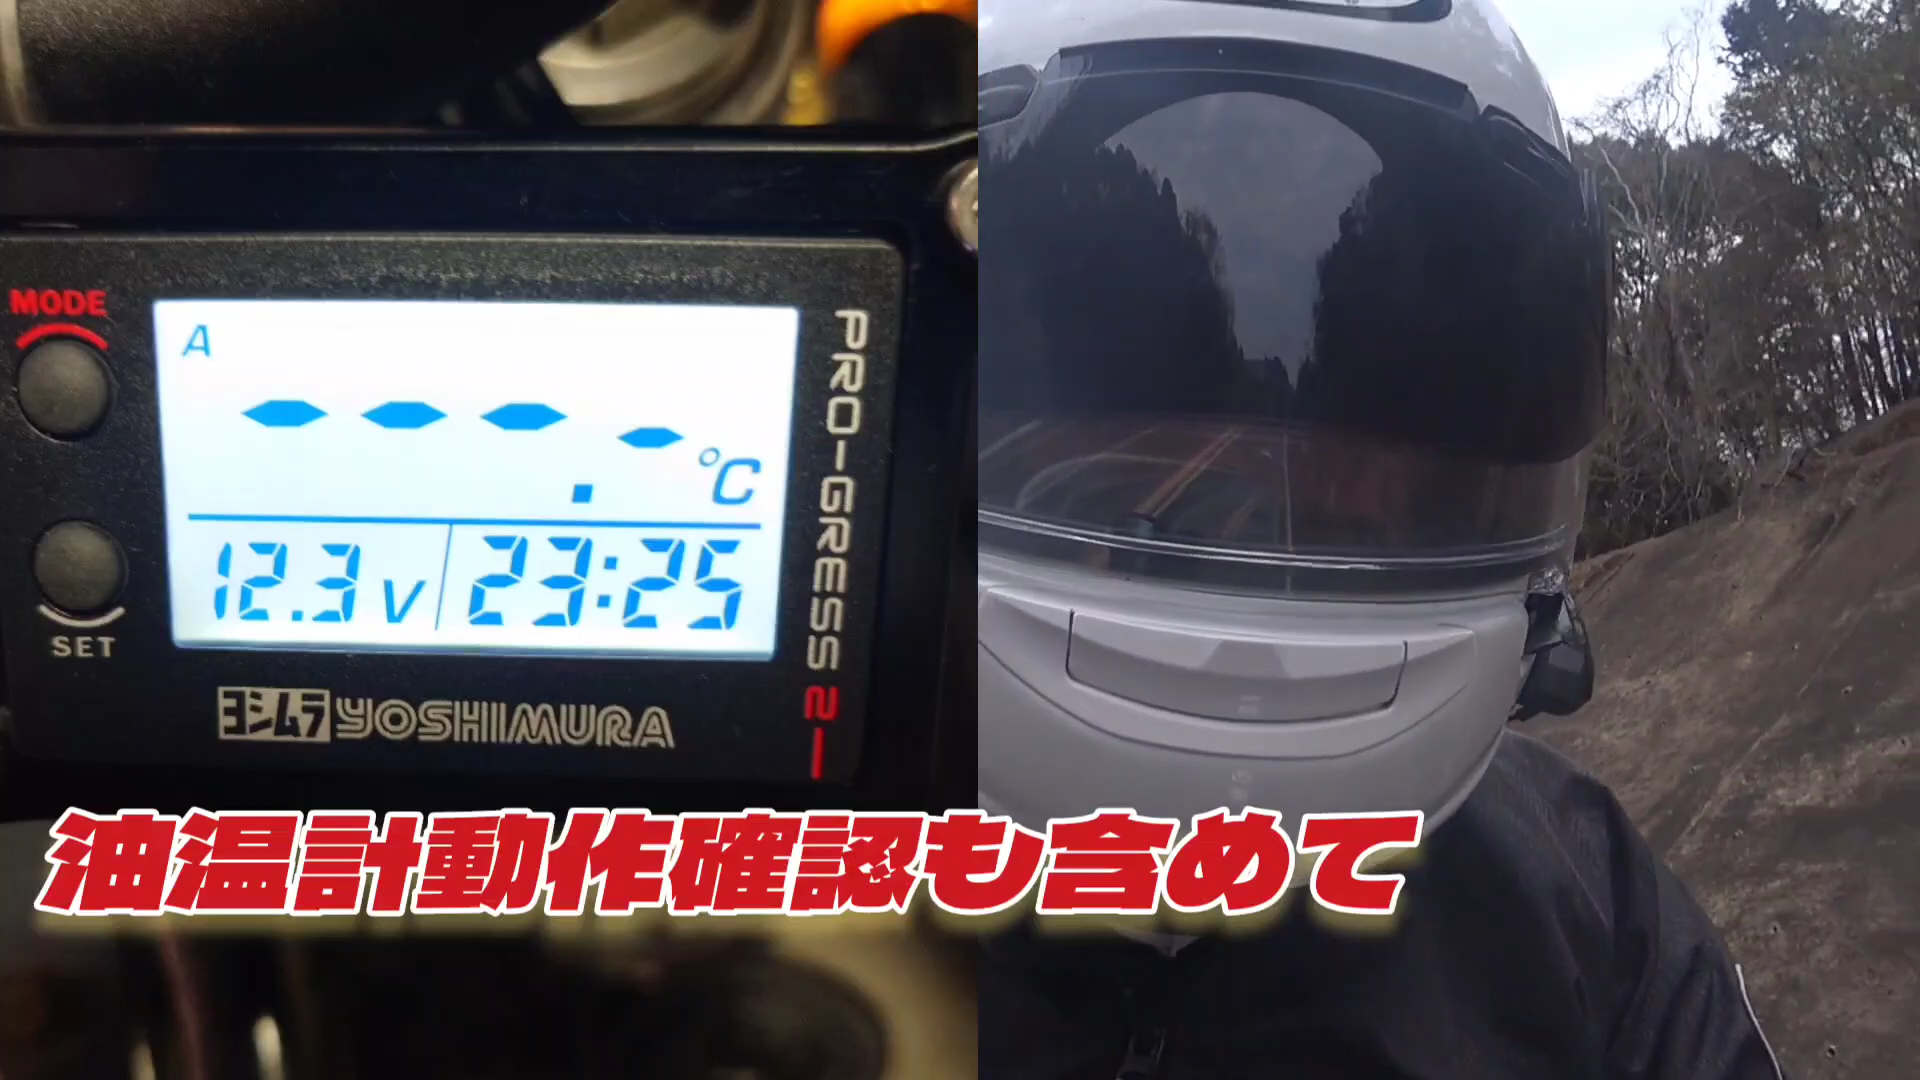 MODE
A
---.-°C
12.3V
23:25
SET
PRO-GRESS 2
ヨシムラ YOSHIMURA
油温計動作確認も含めて